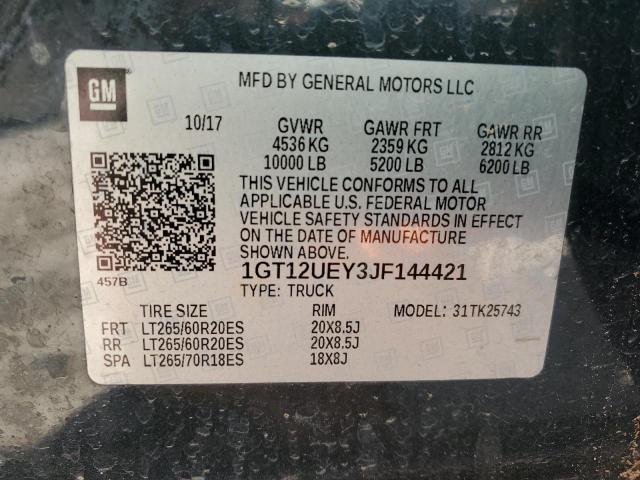 GM
MFD BY GENERAL MOTORS LLC
10/17 GVWR GAWR FRT GAWR RR
4536 KG 2359 KG 2812 KG
10000 LB 5200 LB 6200 LB
THIS VEHICLE CONFORMS TO ALL
APPLICABLE U.S. FEDERAL MOTOR
VEHICLE SAFETY STANDARDS IN EFFECT
ON THE DATE OF MANUFACTURE
SHOWN ABOVE.
1GT12UEY3JF144421
457B
TYPE: TRUCK
TIRE SIZE RIM MODEL: 31TK25743
FRT LT265/60R20ES 20X8.5J
RR LT265/60R20ES 20X8.5J
SPA LT265/70R18ES 18X8J